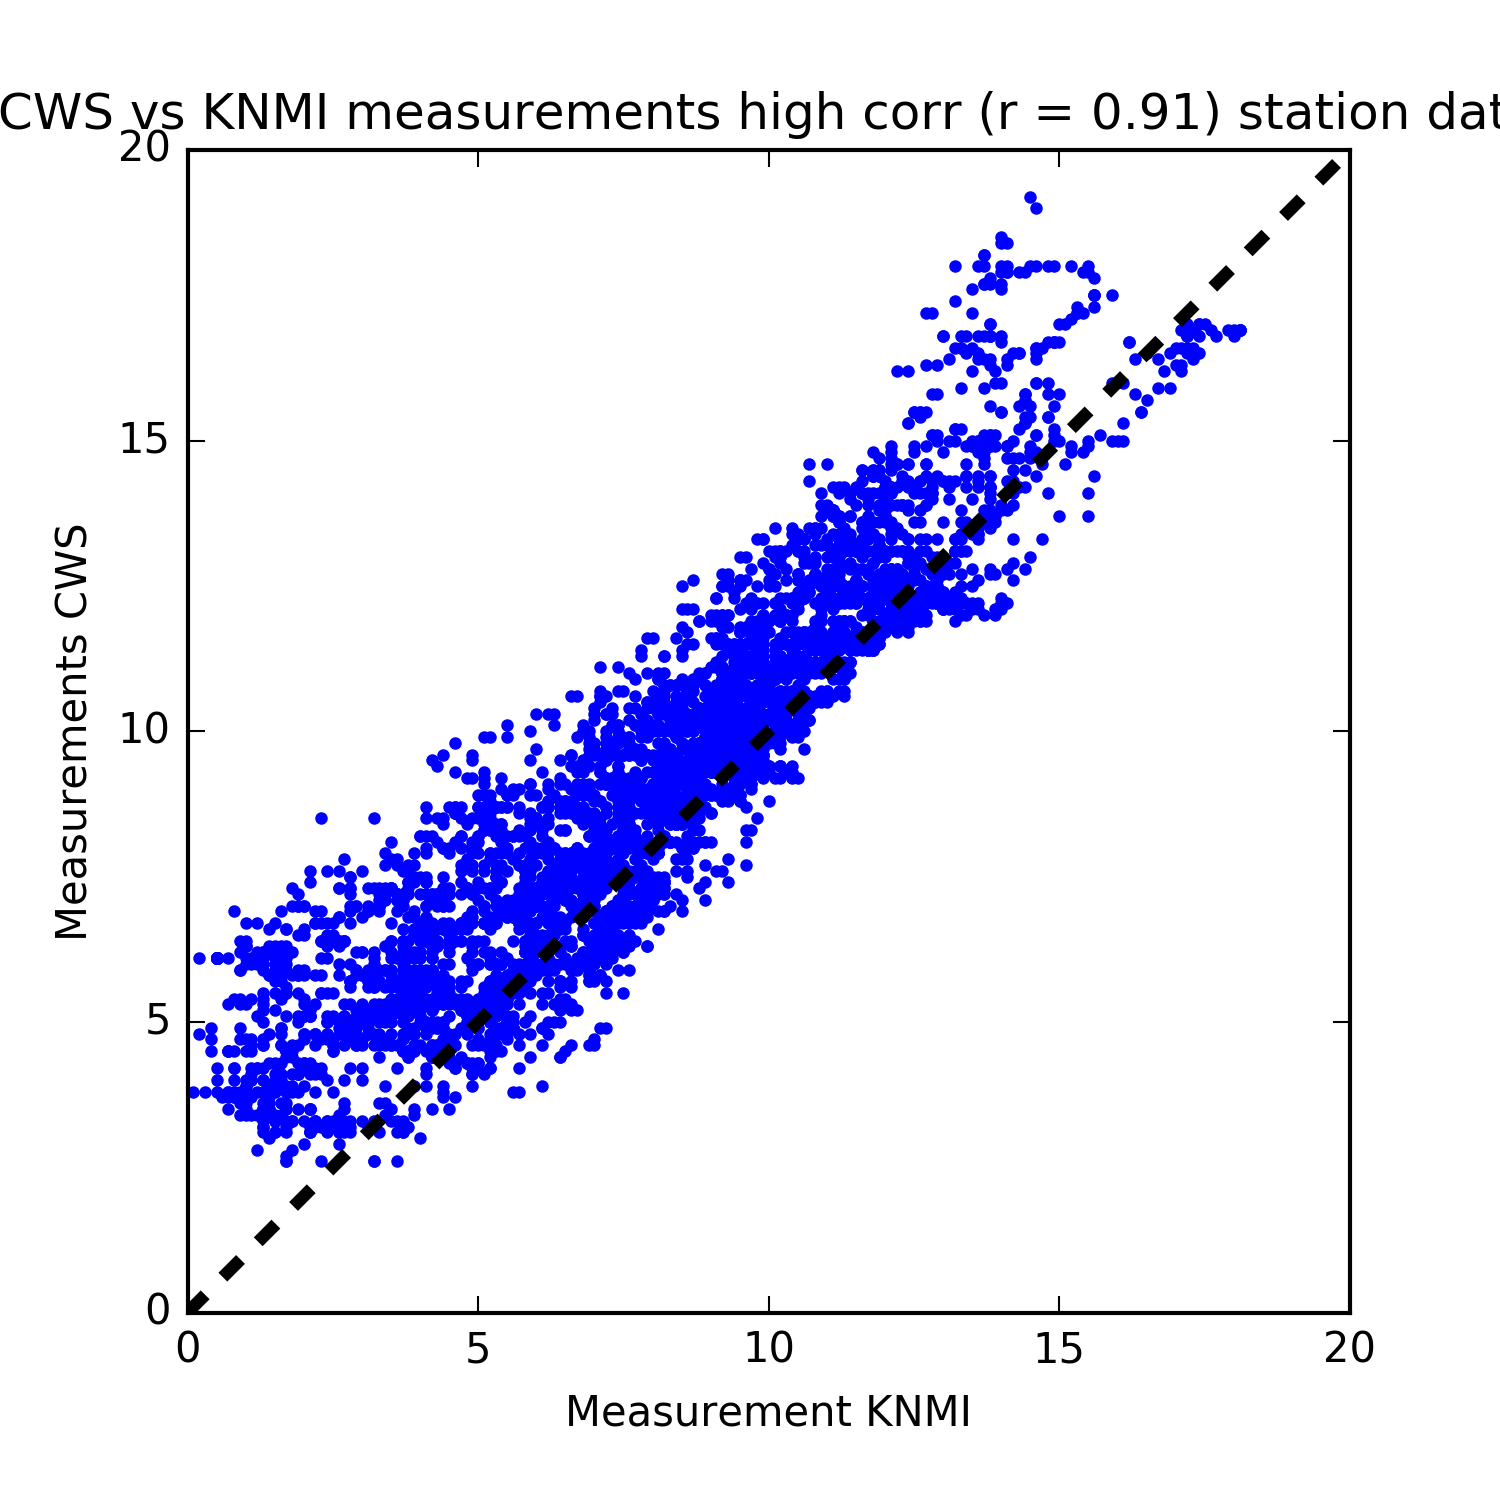 CWS vs KNMI measurements high corr (r = 0.91) station dat
20
15
10
5
0
0 5 10 15 20
Measurements CWS
Measurement KNMI